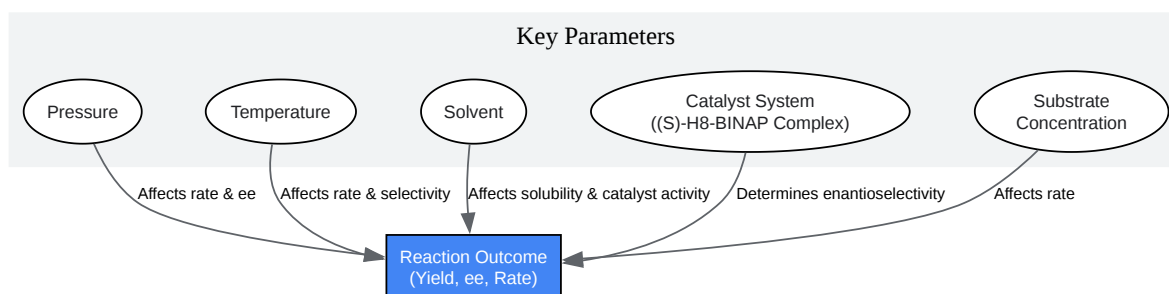 Key Parameters
Pressure
Temperature
Solvent
Catalyst System
((S)-H8-BINAP Complex)
Substrate
Concentration
Affects rate & ee
Affects rate & selectivity
Affects solubility & catalyst activity
Determines enantioselectivity
Affects rate
Reaction Outcome
(Yield, ee, Rate)